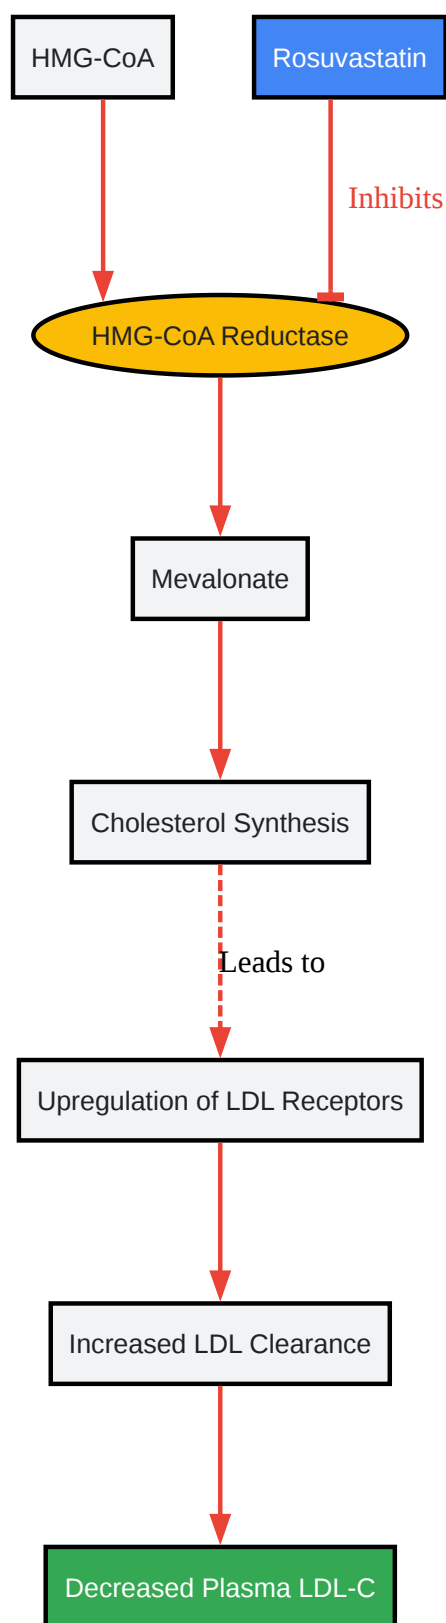 HMG-CoA
Rosuvastatin
Inhibits
HMG-CoA Reductase
Mevalonate
Cholesterol Synthesis
Leads to
Upregulation of LDL Receptors
Increased LDL Clearance
Decreased Plasma LDL-C